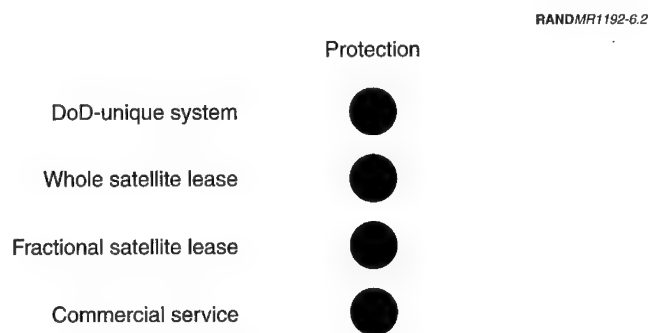 RANDMR1192-6.2
Protection
DoD-unique system
Whole satellite lease
Fractional satellite lease
Commercial service